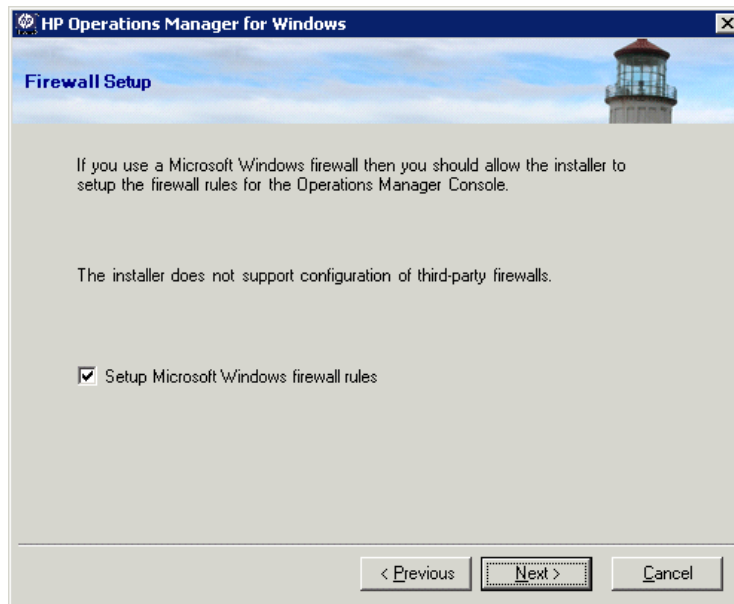 HP Operations Manager for Windows
Firewall Setup
If you use a Microsoft Windows firewall then you should allow the installer to
setup the firewall rules for the Operations Manager Console.
The installer does not support configuration of third-party firewalls.
Setup Microsoft Windows firewall rules
< Previous
Next >
Cancel